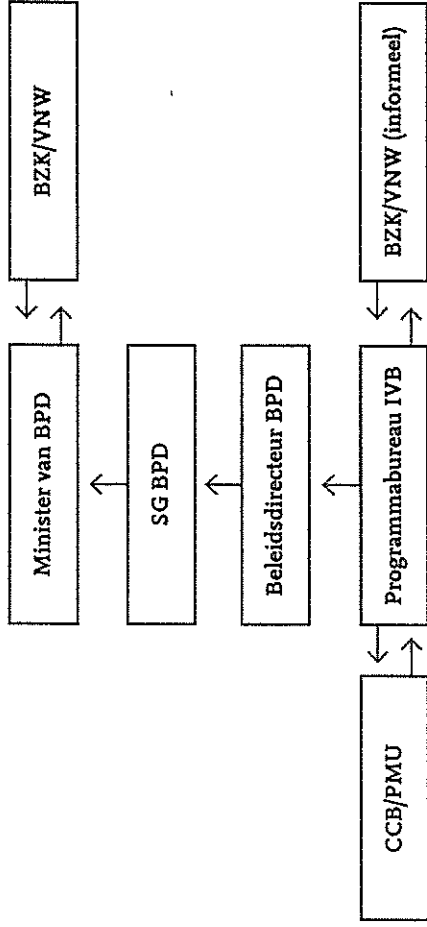 Minister van BPD
BZK/VNW
SG BPD
Beleidsdirecteur BPD
CCB/PMU
Programmabureau IVB
BZK/VNW (informeel)